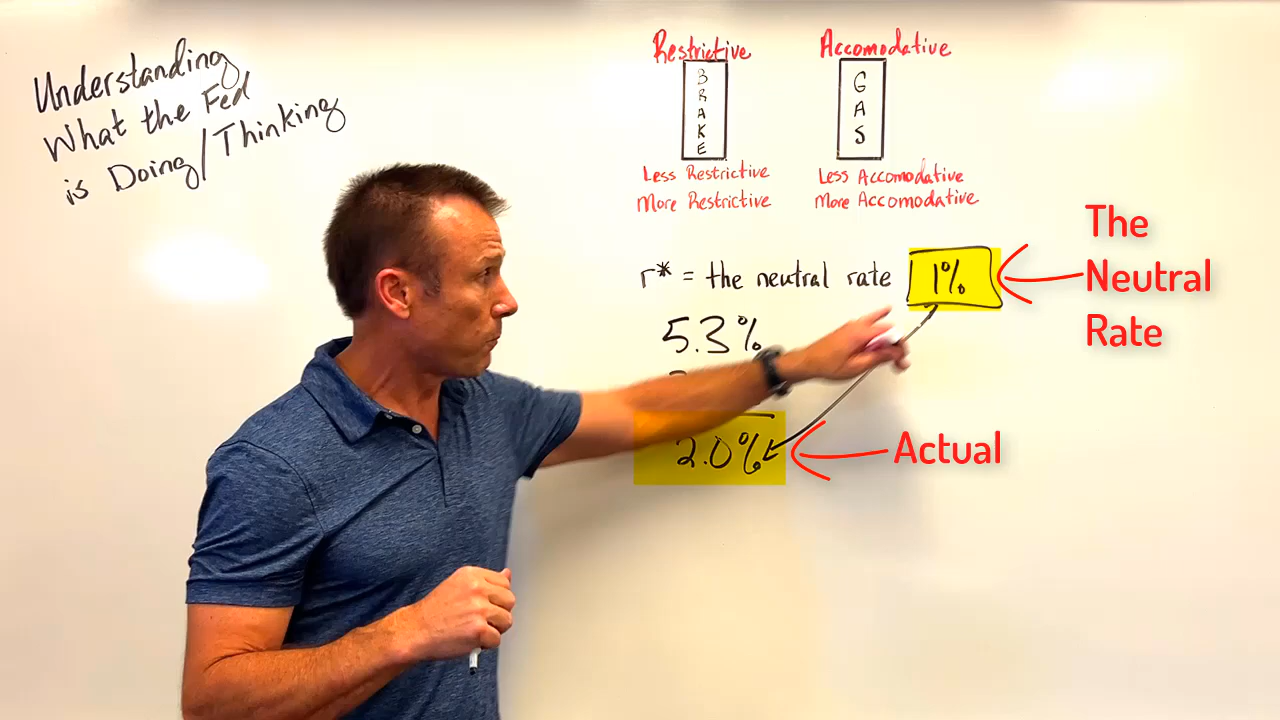 Understanding
What the Fed
is Doing/Thinking
Restrictive
BRAKE
Less Restrictive
More Restrictive
Accomodative
GAS
Less Accomodative
More Accomodative
r* = the neutral rate 1%
The
Neutral
Rate
5.3%
2.0%
Actual